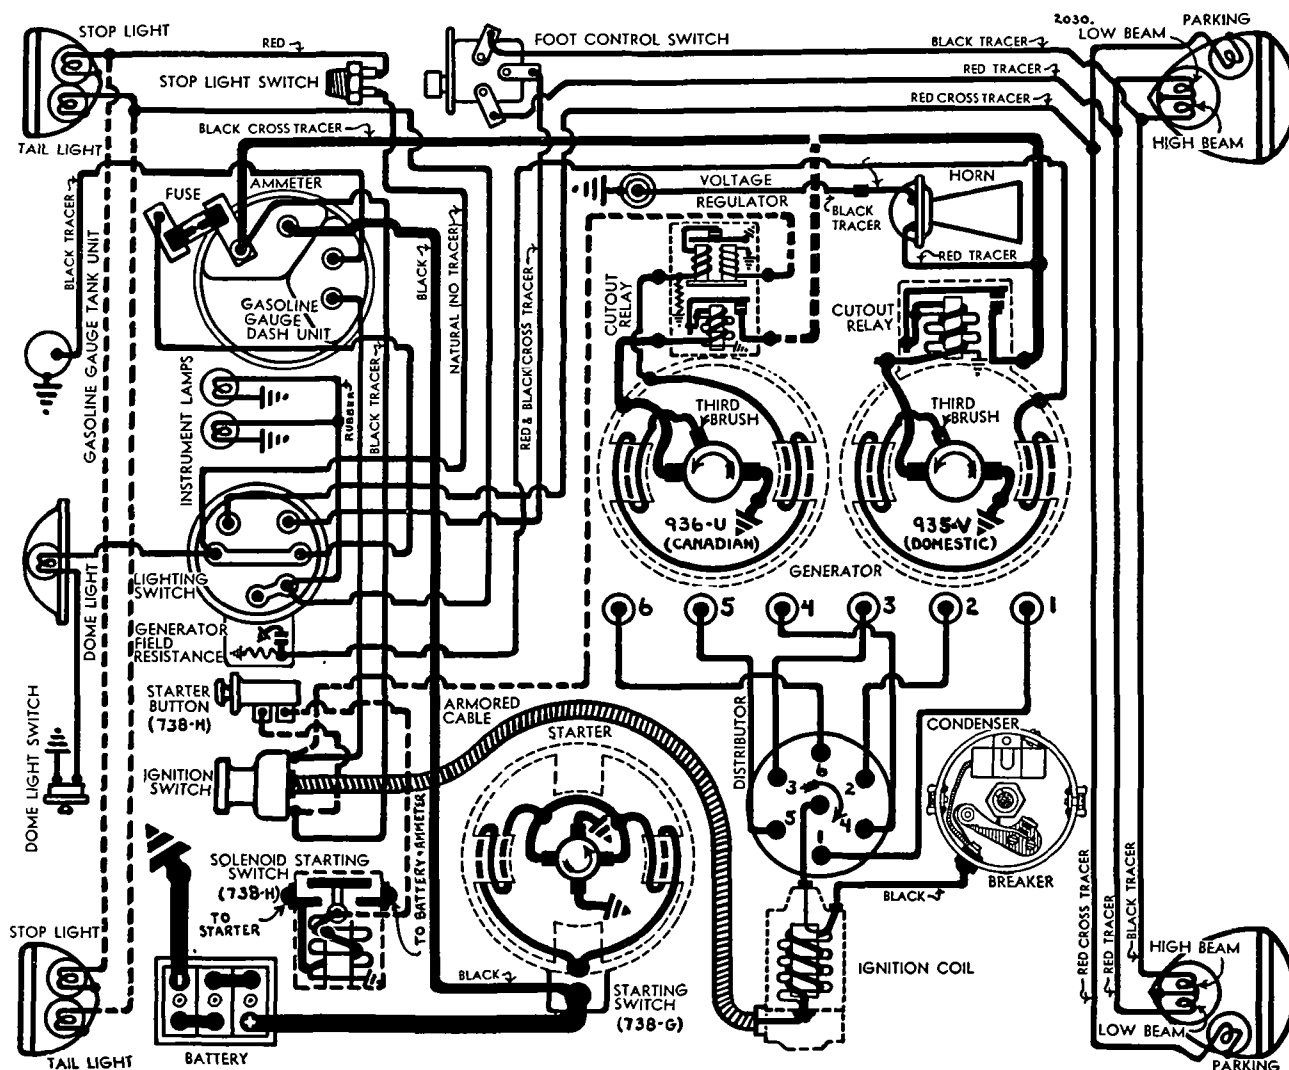 STOP LIGHT
RED
STOP LIGHT SWITCH
FOOT CONTROL SWITCH
BLACK TRACER
RED TRACER
RED CROSS TRACER
2030.
LOW BEAM
PARKING
HIGH BEAM
TAIL LIGHT
BLACK CROSS TRACER
FUSE
AMMETER
VOLTAGE
REGULATOR
HORN
BLACK
TRACER
RED TRACER
BLACK TRACER
GASOLINE GAUGE TANK UNIT
GASOLINE
GAUGE
DASH UNIT
NATURAL (NO TRACER)
BLACK
RED & BLACK CROSS TRACER
CUTOUT
RELAY
CUTOUT
RELAY
INSTRUMENT LAMPS
RUBBER
BLACK TRACER
THIRD
BRUSH
THIRD
BRUSH
936-U
(CANADIAN)
935-V
(DOMESTIC)
GENERATOR
6
5
4
3
2
1
LIGHTING
SWITCH
DOME LIGHT
GENERATOR
FIELD
RESISTANCE
STARTER
BUTTON
(738-H)
ARMORED
CABLE
STARTER
DISTRIBUTOR
CONDENSER
6
3
2
5
4
1
IGNITION
SWITCH
DOME LIGHT SWITCH
SOLENOID STARTING
SWITCH
(738-H)
TO
STARTER
TO BATTERY + AMMETER
BREAKER
BLACK
RED CROSS TRACER
RED TRACER
BLACK TRACER
STOP LIGHT
TAIL LIGHT
BATTERY
BLACK
STARTING
SWITCH
(738-G)
IGNITION COIL
HIGH BEAM
LOW BEAM
PARKING